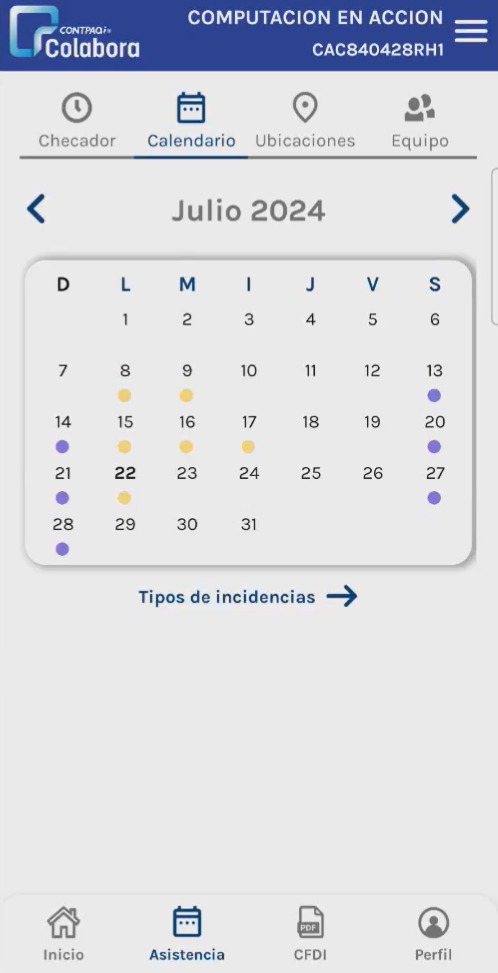 CONTPAQi®
Colabora
COMPUTACION EN ACCION
CAC840428RH1
Checador Calendario Ubicaciones Equipo
Julio 2024
D L M I J V S
1 2 3 4 5 6
7 8 9 10 11 12 13
14 15 16 17 18 19 20
21 22 23 24 25 26 27
28 29 30 31
Tipos de incidencias
PDF
Inicio Asistencia CFDI Perfil